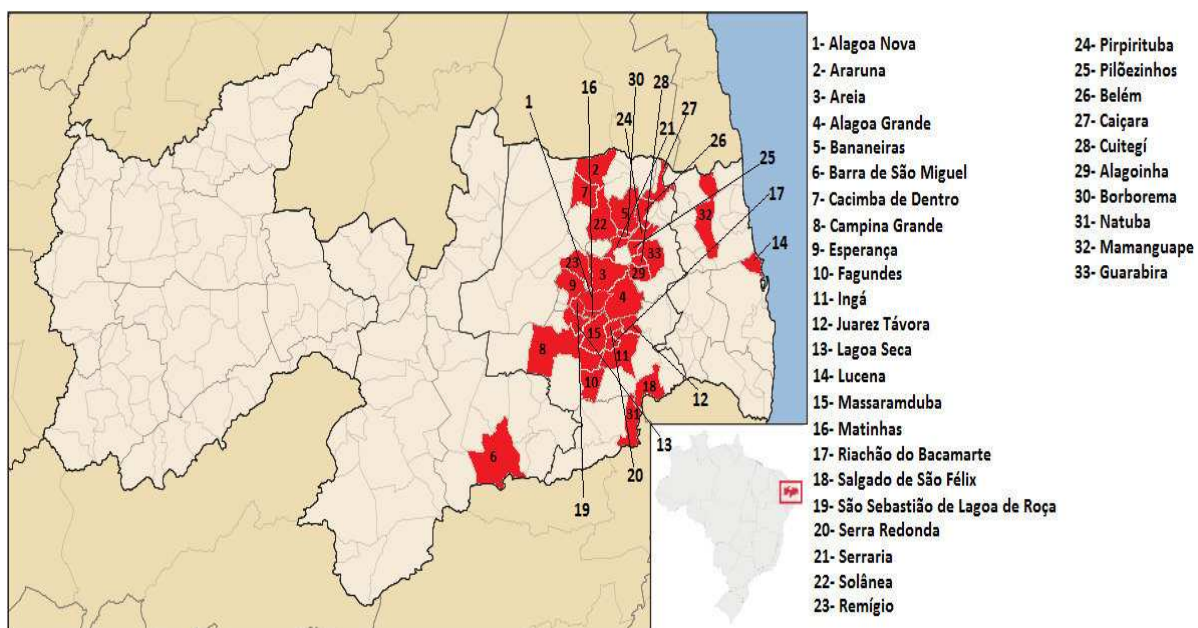 1- Alagoa Nova
2- Araruna
3- Areia
4- Alagoa Grande
5- Bananeiras
6- Barra de São Miguel
7- Cacimba de Dentro
8- Campina Grande
9- Esperança
10- Fagundes
11- Ingá
12- Juarez Távora
13- Lagoa Seca
14- Lucena
15- Massaramduba
16- Matinhas
17- Riachão do Bacamarte
18- Salgado de São Félix
19- São Sebastião de Lagoa de Roça
20- Serra Redonda
21- Serraria
22- Solânea
23- Remígio
24- Pirpirituba
25- Pilõezinhos
26- Belém
27- Caiçara
28- Cuitegí
29- Alagoinha
30- Borborema
31- Natuba
32- Mamanguape
33- Guarabira
30
28
16
27
1
24
21
26
25
2
17
7
5
32
22
14
33
23
3
29
9
4
15
8
11
10
18
12
31
13
6
20
19